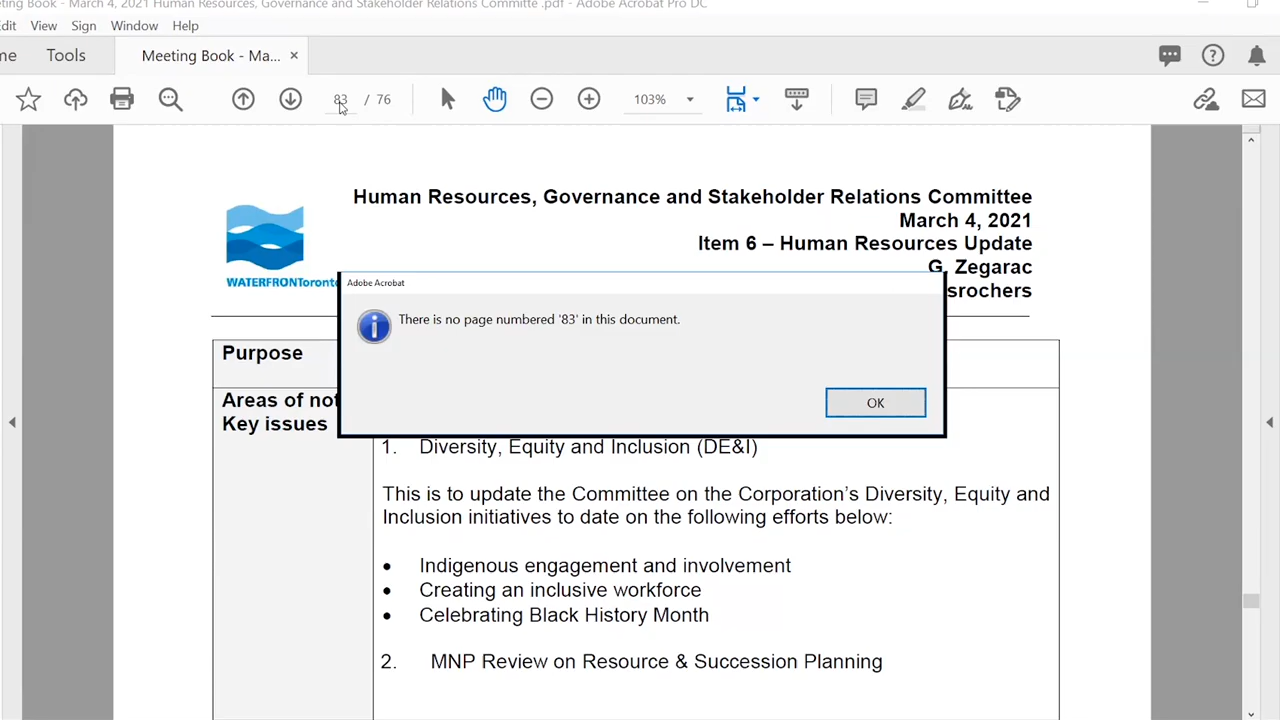 eting Book - March 4, 2021 Human Resources, Governance and Stakeholder Relations Committe .pdf - Adobe Acrobat Pro DC
Edit View Sign Window Help
me Tools Meeting Book - Ma... ×
83 / 76 103%
Human Resources, Governance and Stakeholder Relations Committee
March 4, 2021
Item 6 – Human Resources Update
G. Zegarac
srochers
WATERFRONToronto
Adobe Acrobat
There is no page numbered '83' in this document.
OK
Purpose
Areas of not
Key issues
1. Diversity, Equity and Inclusion (DE&I)
This is to update the Committee on the Corporation's Diversity, Equity and
Inclusion initiatives to date on the following efforts below:
• Indigenous engagement and involvement
• Creating an inclusive workforce
• Celebrating Black History Month
2. MNP Review on Resource & Succession Planning